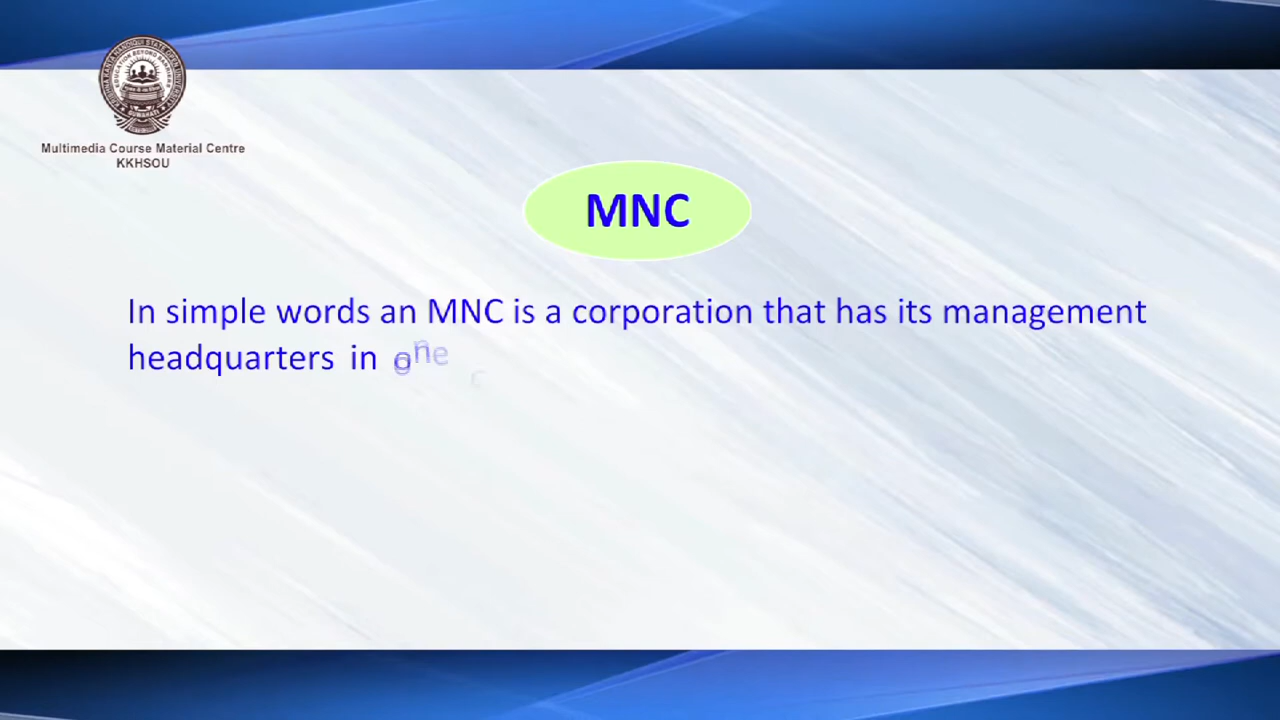 Multimedia Course Material Centre
KKHSOU
MNC
In simple words an MNC is a corporation that has its management
headquarters in one